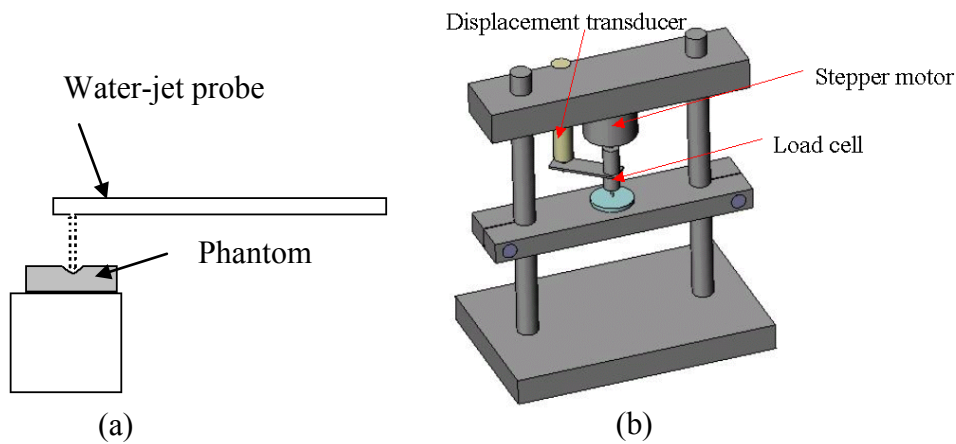 Water-jet probe
Phantom
(a)
Displacement transducer
Stepper motor
Load cell
(b)